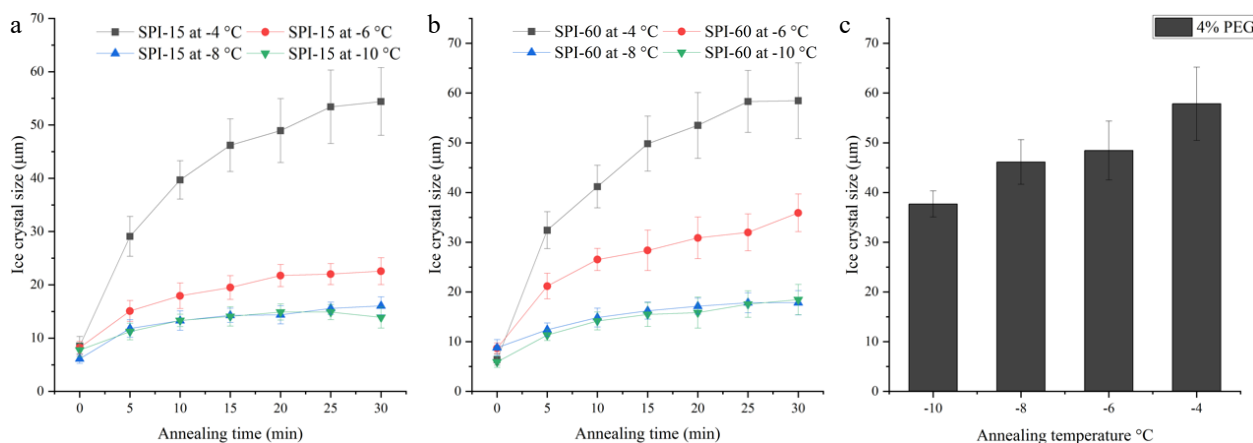 a
SPI-15 at -4 °C
SPI-15 at -6 °C
SPI-15 at -8 °C
SPI-15 at -10 °C
Ice crystal size (μm)
70
60
50
40
30
20
10
0
0 5 10 15 20 25 30
Annealing time (min)
b
SPI-60 at -4 °C
SPI-60 at -6 °C
SPI-60 at -8 °C
SPI-60 at -10 °C
Ice crystal size (μm)
70
60
50
40
30
20
10
0
0 5 10 15 20 25 30
Annealing time (min)
c
4% PEG
Ice crystal size (μm)
70
60
50
40
30
20
10
0
-10 -8 -6 -4
Annealing temperature °C